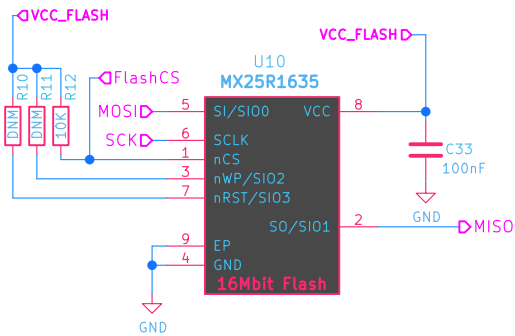 VCC_FLASH
VCC_FLASH
U10
MX25R1635
R10
R11
R12
FlashCS
DNM
DNM
10K
MOSI
5
SI/SIO0
VCC
8
SCK
6
SCLK
1
nCS
C33
100nF
3
nWP/SIO2
7
nRST/SIO3
GND
SO/SIO1
2
MISO
9
EP
4
GND
16Mbit Flash
GND